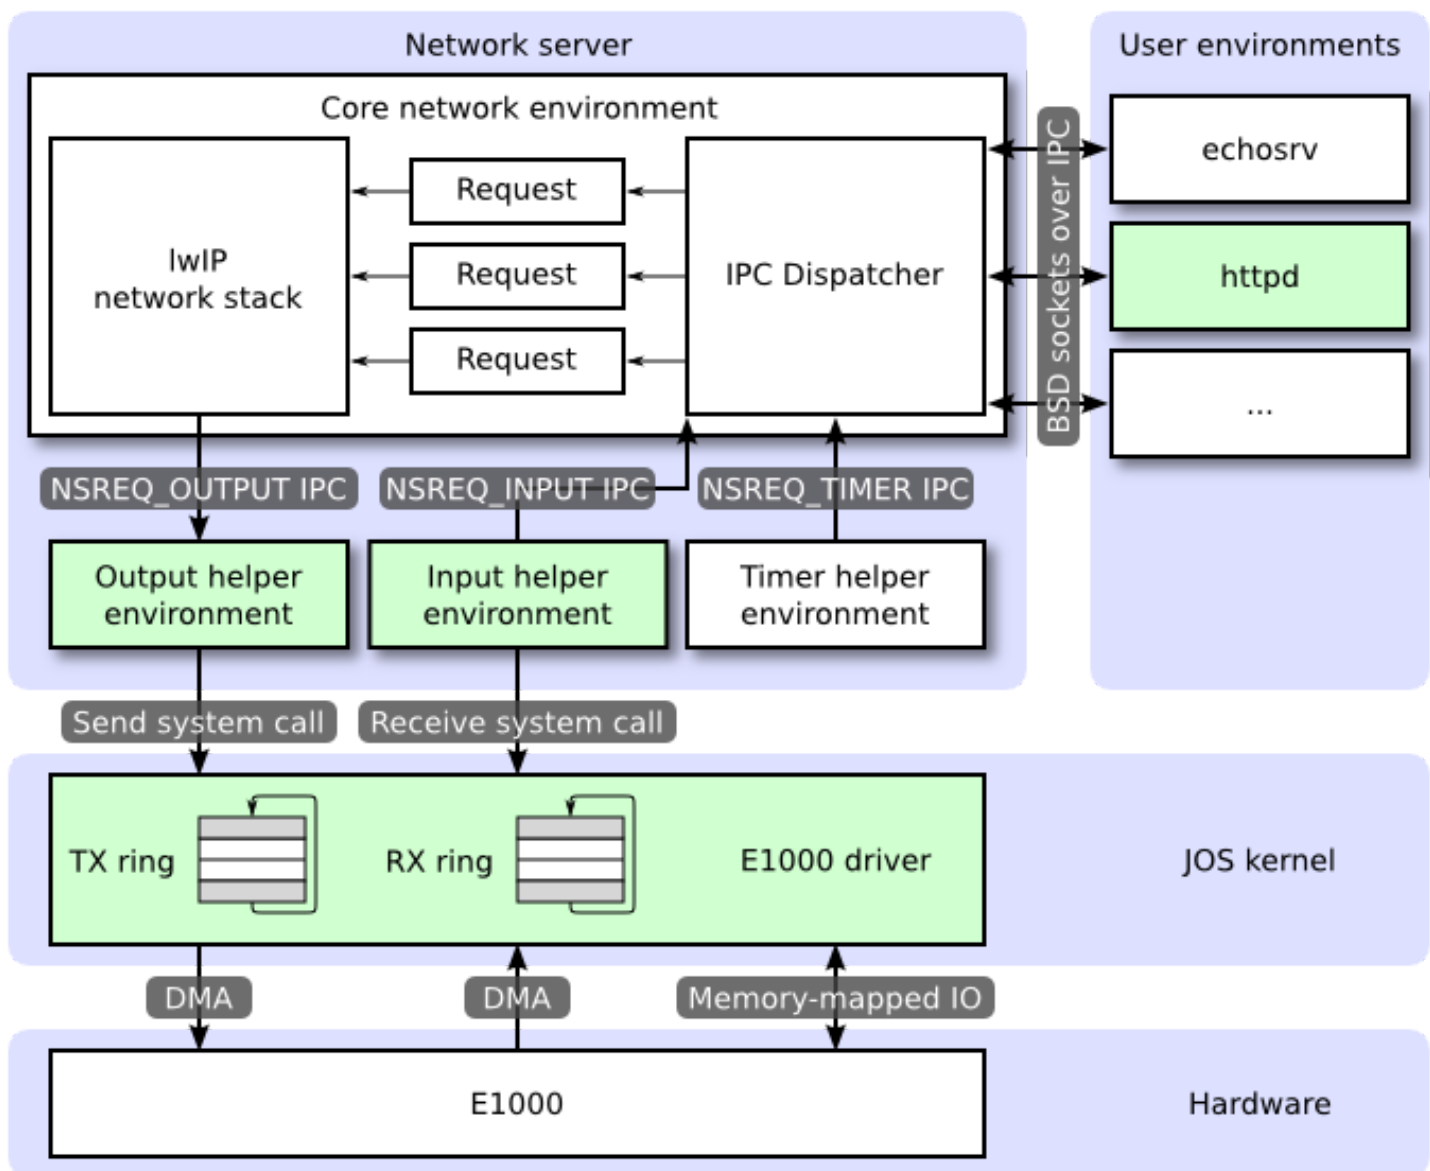 Network server
User environments
Core network environment
lwIP
network stack
Request
Request
Request
IPC Dispatcher
BSD sockets over IPC
echosrv
httpd
...
NSREQ_OUTPUT IPC
NSREQ_INPUT IPC
NSREQ_TIMER IPC
Output helper
environment
Input helper
environment
Timer helper
environment
Send system call
Receive system call
TX ring
RX ring
E1000 driver
JOS kernel
DMA
DMA
Memory-mapped IO
E1000
Hardware